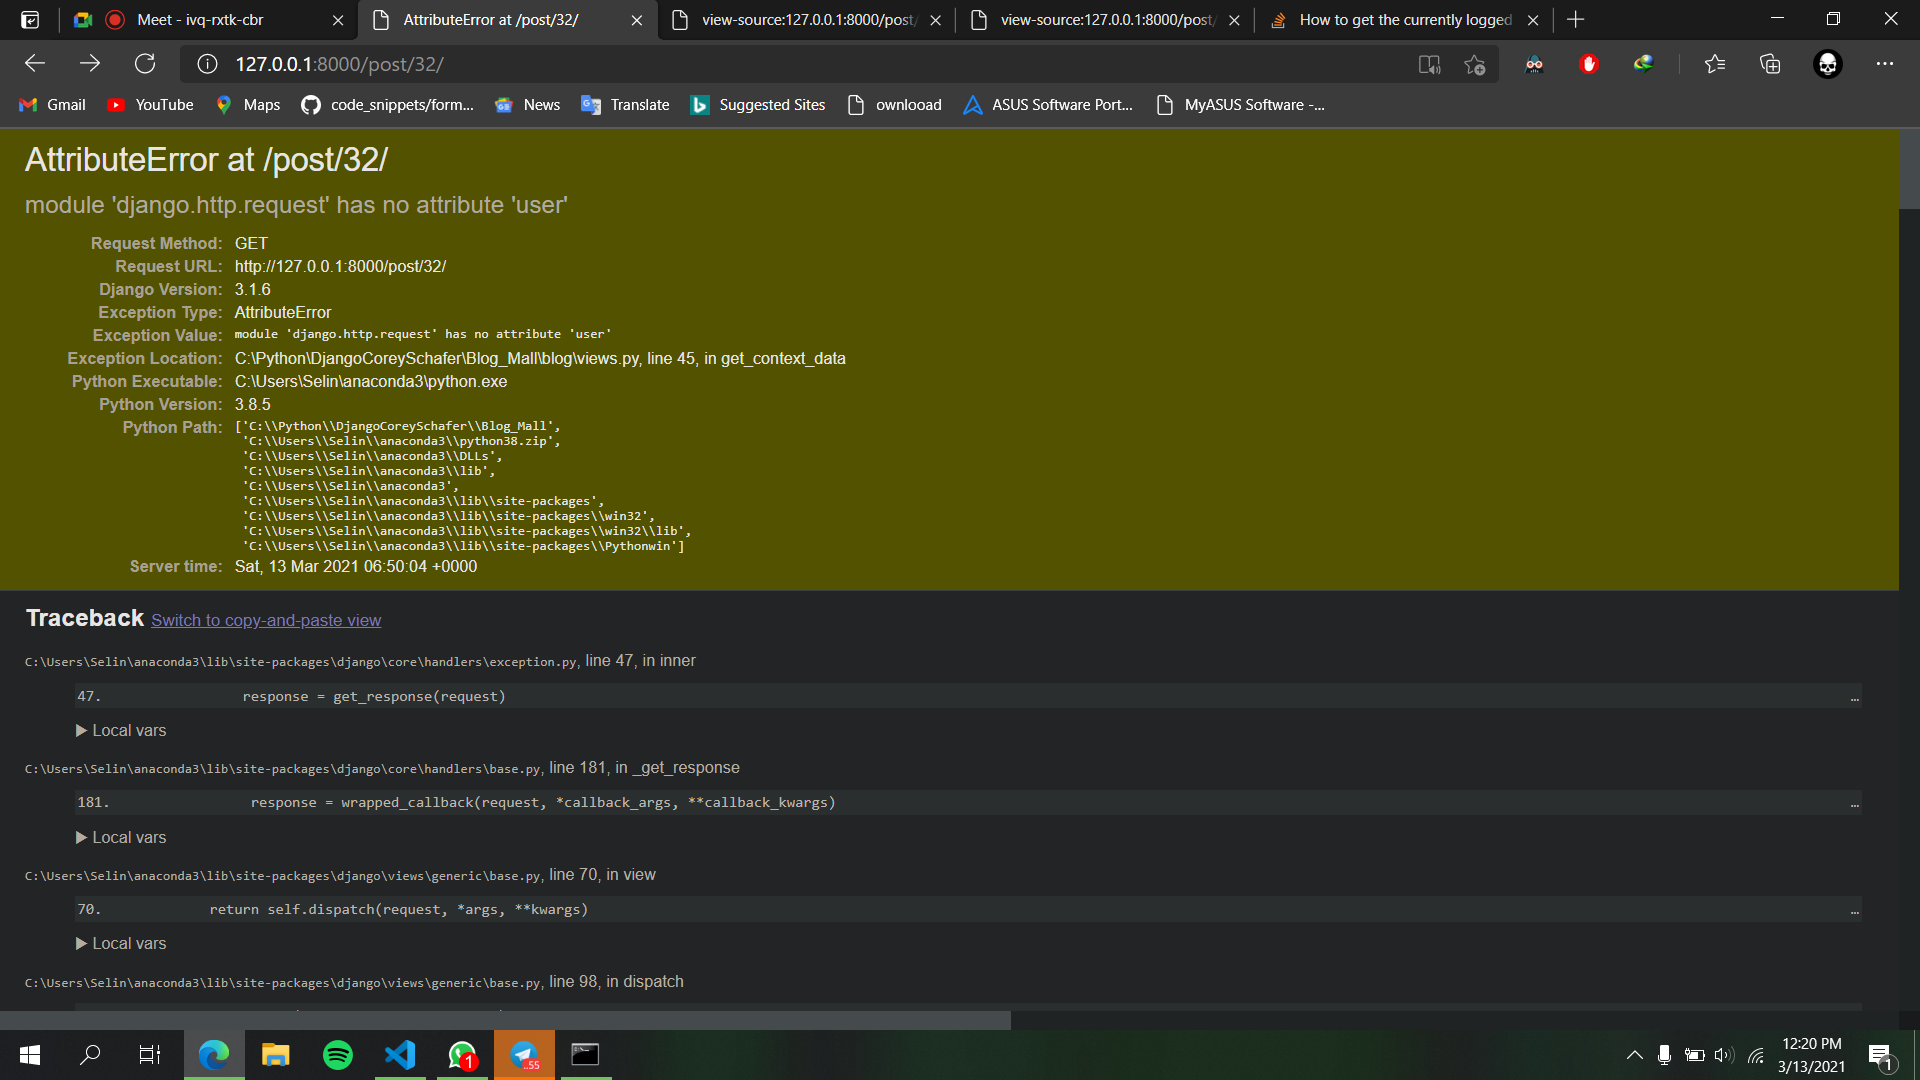 Meet - ivq-rxtk-cbr
AttributeError at /post/32/
view-source:127.0.0.1:8000/post/
view-source:127.0.0.1:8000/post/
How to get the currently logged
127.0.0.1:8000/post/32/
Gmail
YouTube
Maps
code_snippets/form...
News
Translate
Suggested Sites
ownlooad
ASUS Software Port...
MyASUS Software -...
AttributeError at /post/32/
module 'django.http.request' has no attribute 'user'
Request Method: GET
Request URL: http://127.0.0.1:8000/post/32/
Django Version: 3.1.6
Exception Type: AttributeError
Exception Value: module 'django.http.request' has no attribute 'user'
Exception Location: C:\Python\DjangoCoreySchafer\Blog_Mall\blog\views.py, line 45, in get_context_data
Python Executable: C:\Users\Selin\anaconda3\python.exe
Python Version: 3.8.5
Python Path: ['C:\\Python\\DjangoCoreySchafer\\Blog_Mall',
'C:\\Users\\Selin\\anaconda3\\python38.zip',
'C:\\Users\\Selin\\anaconda3\\DLLs',
'C:\\Users\\Selin\\anaconda3\\lib',
'C:\\Users\\Selin\\anaconda3',
'C:\\Users\\Selin\\anaconda3\\lib\\site-packages',
'C:\\Users\\Selin\\anaconda3\\lib\\site-packages\\win32',
'C:\\Users\\Selin\\anaconda3\\lib\\site-packages\\win32\\lib',
'C:\\Users\\Selin\\anaconda3\\lib\\site-packages\\Pythonwin']
Server time: Sat, 13 Mar 2021 06:50:04 +0000
Traceback Switch to copy-and-paste view
C:\Users\Selin\anaconda3\lib\site-packages\django\core\handlers\exception.py, line 47, in inner
47. response = get_response(request) …
▶ Local vars
C:\Users\Selin\anaconda3\lib\site-packages\django\core\handlers\base.py, line 181, in _get_response
181. response = wrapped_callback(request, *callback_args, **callback_kwargs) …
▶ Local vars
C:\Users\Selin\anaconda3\lib\site-packages\django\views\generic\base.py, line 70, in view
70. return self.dispatch(request, *args, **kwargs) …
▶ Local vars
C:\Users\Selin\anaconda3\lib\site-packages\django\views\generic\base.py, line 98, in dispatch
1
..55
12:20 PM
3/13/2021
1